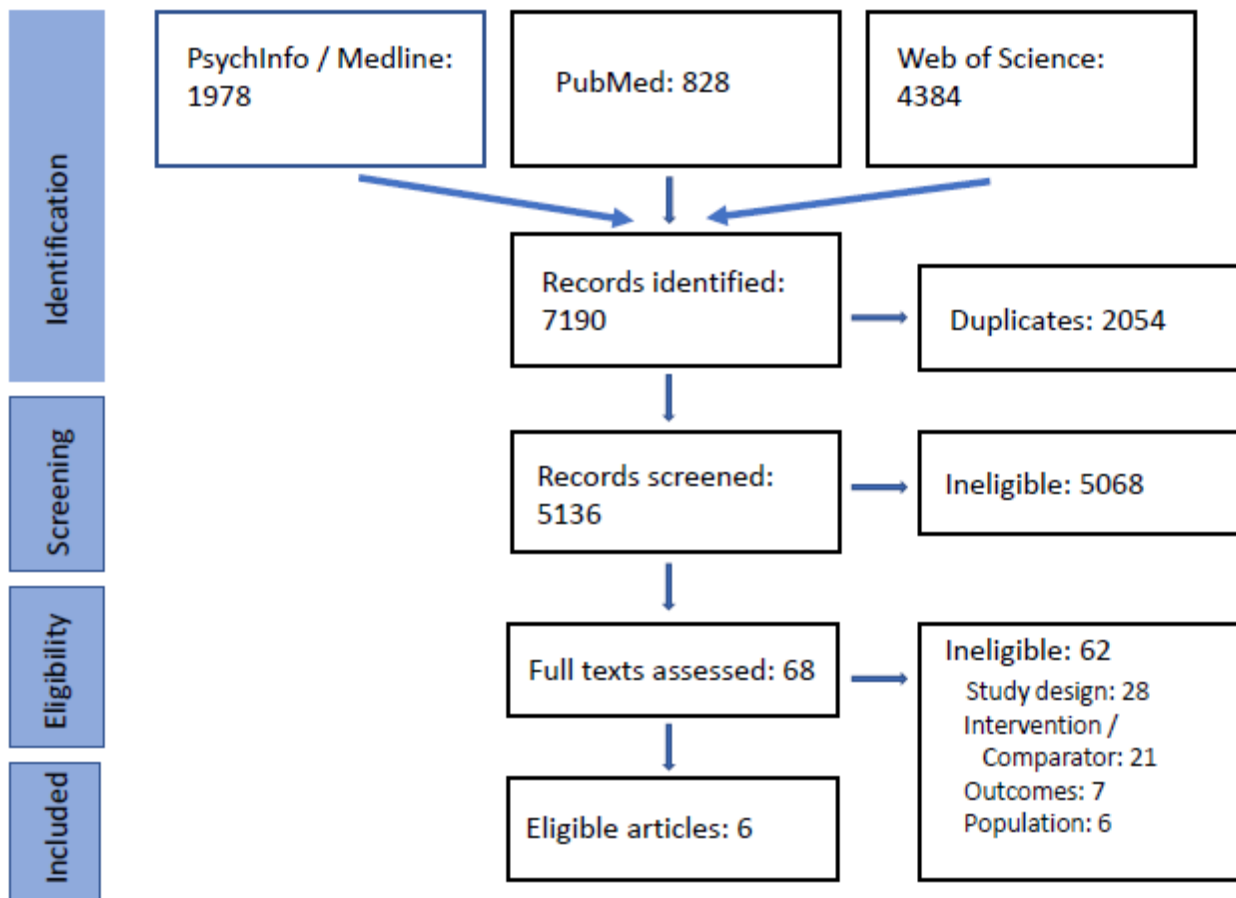 Identification
PsychInfo / Medline:
1978
PubMed: 828
Web of Science:
4384
Records identified:
7190
Duplicates: 2054
Screening
Records screened:
5136
Ineligible: 5068
Eligibility
Full texts assessed: 68
Ineligible: 62
Study design: 28
Intervention /
Comparator: 21
Outcomes: 7
Population: 6
Included
Eligible articles: 6